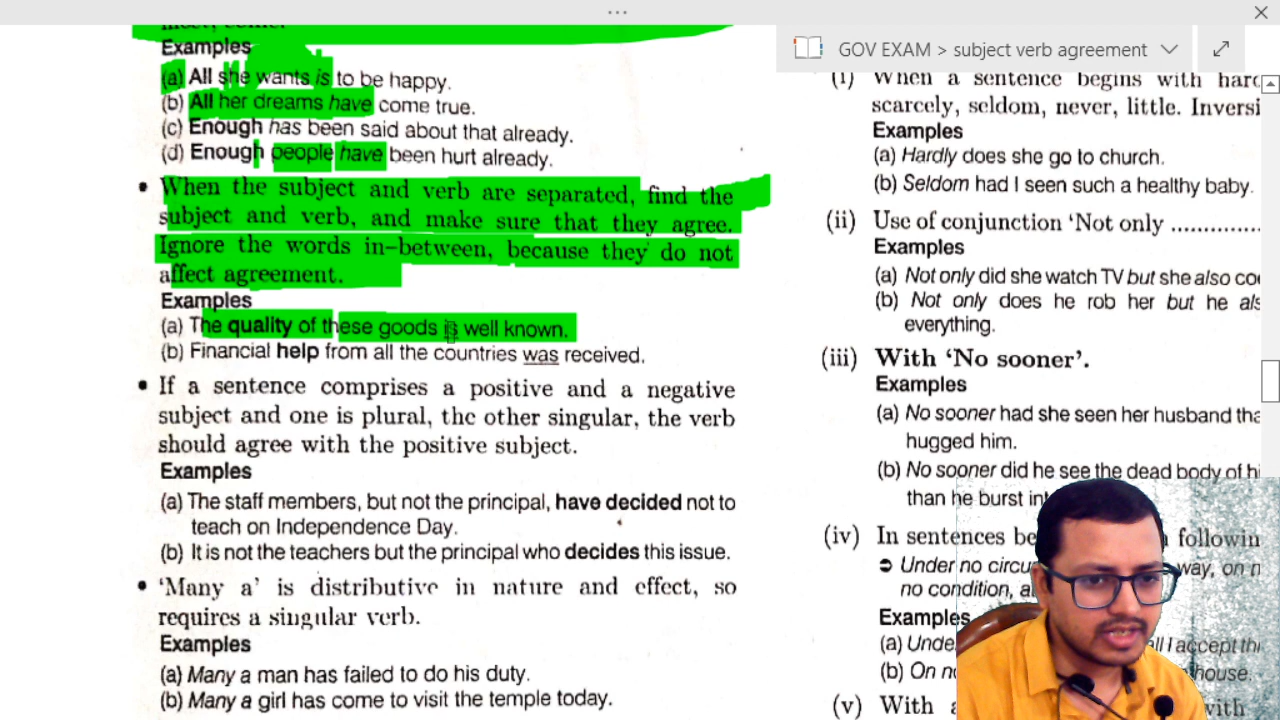 GOV EXAM > subject verb agreement
Examples
(a) All she wants is to be happy.
(b) All her dreams have come true.
(c) Enough has been said about that already.
(d) Enough people have been hurt already.
• When the subject and verb are separated, find the
subject and verb, and make sure that they agree.
Ignore the words in–between, because they do not
affect agreement.
Examples
(a) The quality of these goods is well known.
(b) Financial help from all the countries was received.
• If a sentence comprises a positive and a negative
subject and one is plural, the other singular, the verb
should agree with the positive subject.
Examples
(a) The staff members, but not the principal, have decided not to
teach on Independence Day.
(b) It is not the teachers but the principal who decides this issue.
• 'Many a' is distributive in nature and effect, so
requires a singular verb.
Examples
(a) Many a man has failed to do his duty.
(b) Many a girl has come to visit the temple today.
(i) When a sentence begins with
scarcely, seldom, never, little.
Examples
(a) Hardly does she go to church.
(b) Seldom had I seen such a healthy baby.
(ii) Use of conjunction 'Not only .............
Examples
(a) Not only did she watch TV but she also
(b) Not only does he rob her but he
everything.
(iii) With 'No sooner'.
Examples
(a) No sooner had she seen her husband
hugged him.
(b) No sooner did he see the dead body of
than he burst
(iv) In sentences
➲ Under no way, on
no condition,
Examples
(a) I accept
(b) On house.
(v) With with